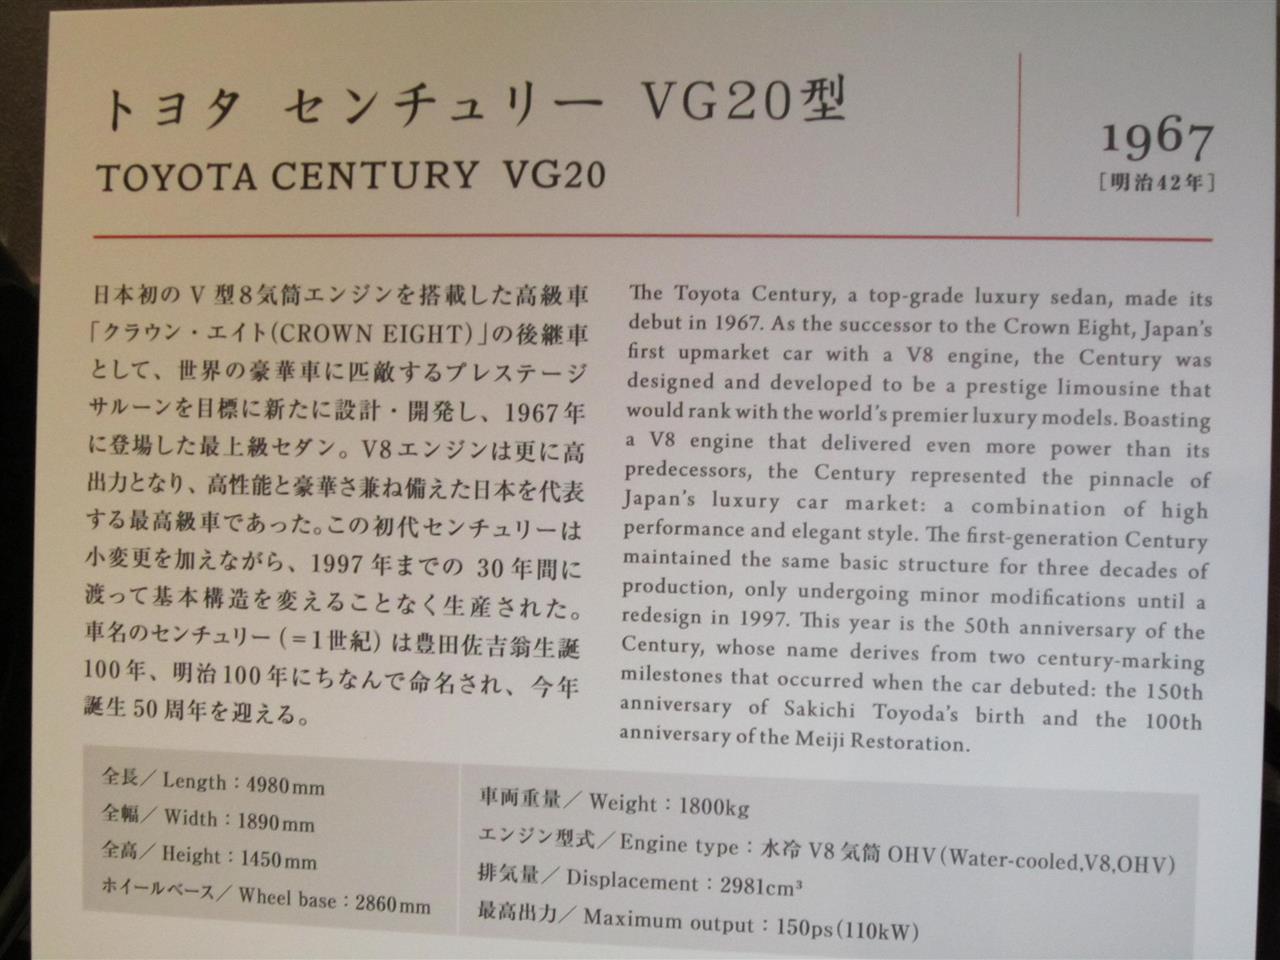 トヨタ センチュリー VG20型
TOYOTA CENTURY VG20
1967
[明治42年]
日本初の V 型8気筒エンジンを搭載した高級車
「クラウン・エイト(CROWN EIGHT)」の後継車
として、世界の豪華車に匹敵するプレステージ
サルーンを目標に新たに設計・開発し、1967年
に登場した最上級セダン。V8エンジンは更に高
出力となり、高性能と豪華さ兼ね備えた日本を代表
する最高級車であった。この初代センチュリーは
小変更を加えながら、1997 年までの 30 年間に
渡って基本構造を変えることなく生産された。
車名のセンチュリー(=1世紀)は豊田佐吉翁生誕
100年、明治100年にちなんで命名され、今年
誕生50周年を迎える。
The Toyota Century, a top-grade luxury sedan, made its
debut in 1967. As the successor to the Crown Eight, Japan's
first upmarket car with a V8 engine, the Century was
designed and developed to be a prestige limousine that
would rank with the world's premier luxury models. Boasting
a V8 engine that delivered even more power than its
predecessors, the Century represented the pinnacle of
Japan's luxury car market: a combination of high
performance and elegant style. The first-generation Century
maintained the same basic structure for three decades of
production, only undergoing minor modifications until a
redesign in 1997. This year is the 50th anniversary of the
Century, whose name derives from two century-marking
milestones that occurred when the car debuted: the 150th
anniversary of Sakichi Toyoda's birth and the 100th
anniversary of the Meiji Restoration.
全長／Length：4980mm
全幅／Width：1890mm
全高／Height：1450mm
ホイールベース／Wheel base：2860mm
車両重量／Weight：1800kg
エンジン型式／Engine type：水冷 V8 気筒 OHV(Water-cooled,V8,OHV)
排気量／Displacement：2981cm³
最高出力／Maximum output：150ps(110kW)